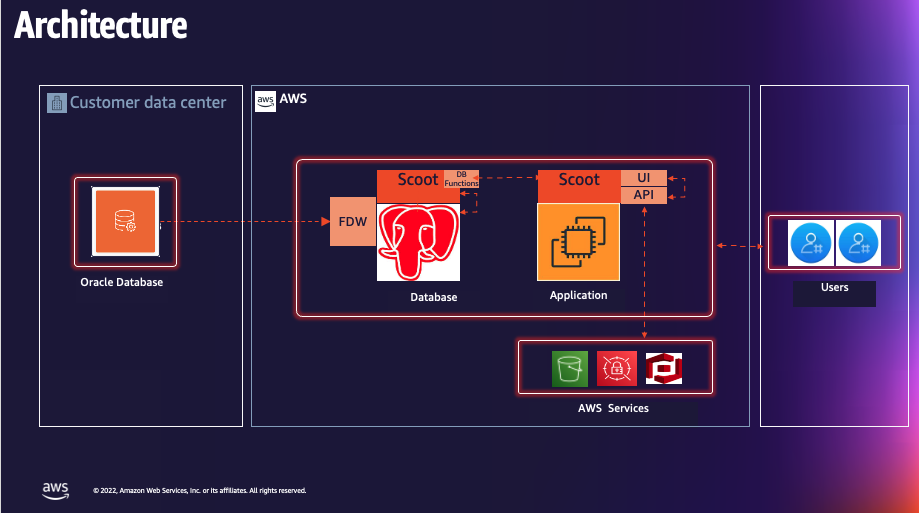 Architecture
Customer data center
aws
AWS
Scoot
DB
Functions
Scoot
UI
API
FDW
Oracle Database
Database
Application
#
#
Users
AWS Services
aws
© 2022, Amazon Web Services, Inc. or its affiliates. All rights reserved.